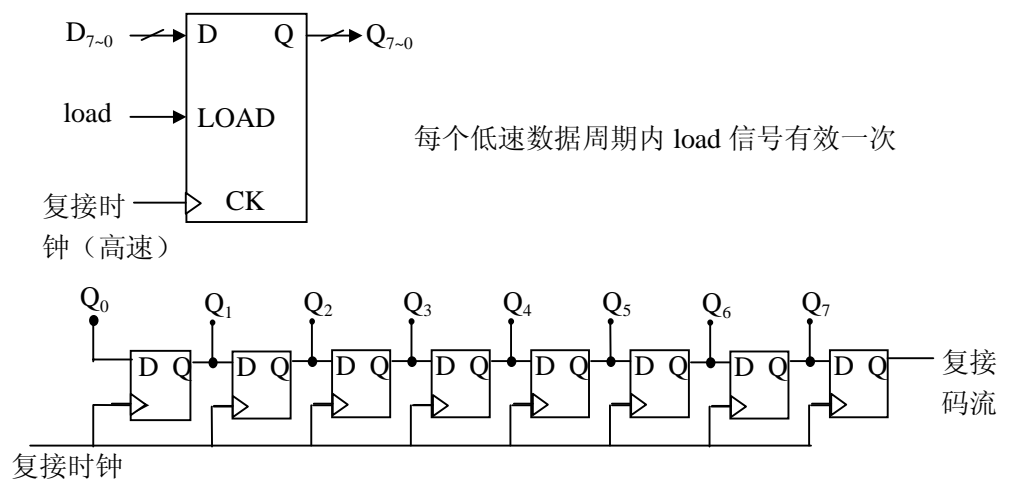 D7~0 D Q Q7~0
load LOAD
每个低速数据周期内 load 信号有效一次
复接时
钟（高速）
CK
Q0 Q1 Q2 Q3 Q4 Q5 Q6 Q7
D Q D Q D Q D Q D Q D Q D Q D Q
复接
码流
复接时钟